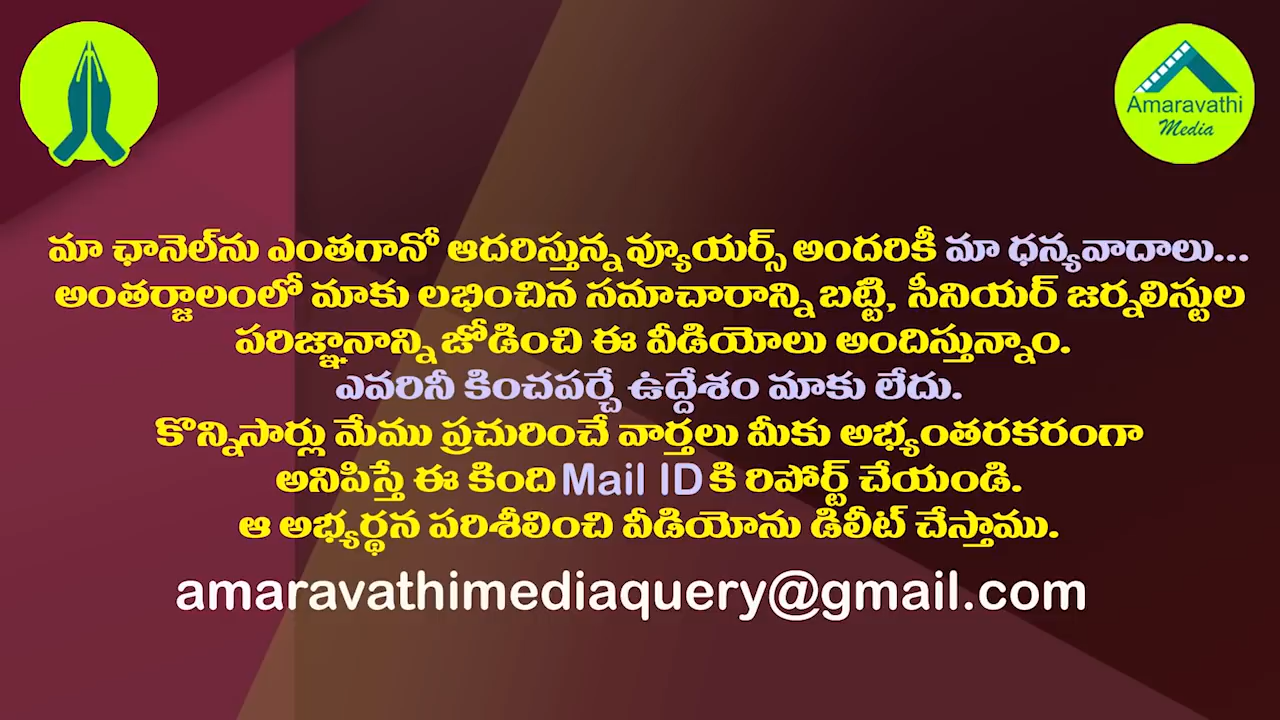 Amaravathi
Media
మా ఛానెల్‌ను ఎంతగానో ఆదరిస్తున్న వ్యూయర్స్ అందరికీ మా ధన్యవాదాలు...
అంతర్జాలంలో మాకు లభించిన సమాచారాన్ని బట్టి, సీనియర్ జర్నలిస్టుల
పరిజ్ఞానాన్ని జోడించి ఈ వీడియోలు అందిస్తున్నాం.
ఎవరినీ కించపర్చే ఉద్దేశం మాకు లేదు.
కొన్నిసార్లు మేము ప్రచురించే వార్తలు మీకు అభ్యంతరకరంగా
అనిపిస్తే ఈ కింది Mail ID కి రిపోర్ట్ చేయండి.
ఆ అభ్యర్థన పరిశీలించి వీడియోను డిలీట్ చేస్తాము.
amaravathimediaquery@gmail.com